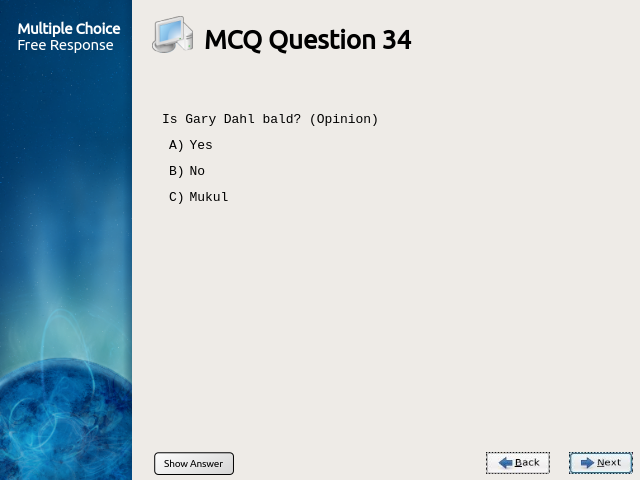 Multiple Choice
Free Response
MCQ Question 34
Is Gary Dahl bald? (Opinion)
A) Yes
B) No
C) Mukul
Show Answer
Back
Next